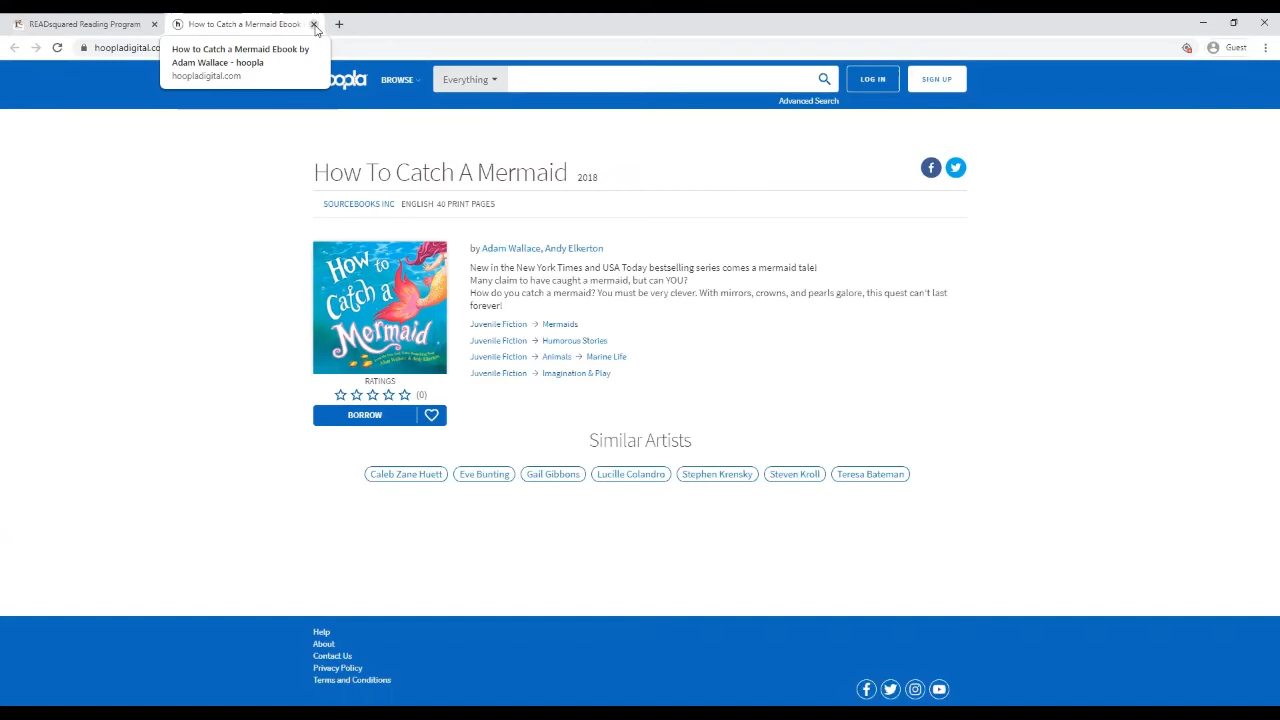 READsquared Reading Program
How to Catch a Mermaid Ebook
hoopladigital.co
Guest
How to Catch a Mermaid Ebook by
Adam Wallace - hoopla
hoopladigital.com
BROWSE
Everything
LOG IN
SIGN UP
Advanced Search
How To Catch A Mermaid 2018
SOURCEBOOKS INC ENGLISH 40 PRINT PAGES
How to
Catch a
Mermaid
Adam Wallace & Andy Elkerton
by Adam Wallace, Andy Elkerton
New in the New York Times and USA Today bestselling series comes a mermaid tale!
Many claim to have caught a mermaid, but can YOU?
How do you catch a mermaid? You must be very clever. With mirrors, crowns, and pearls galore, this quest can't last
forever!
Juvenile Fiction → Mermaids
Juvenile Fiction → Humorous Stories
Juvenile Fiction → Animals → Marine Life
Juvenile Fiction → Imagination & Play
RATINGS
(0)
BORROW
Similar Artists
Caleb Zane Huett Eve Bunting Gail Gibbons Lucille Colandro Stephen Krensky Steven Kroll Teresa Bateman
Help
About
Contact Us
Privacy Policy
Terms and Conditions